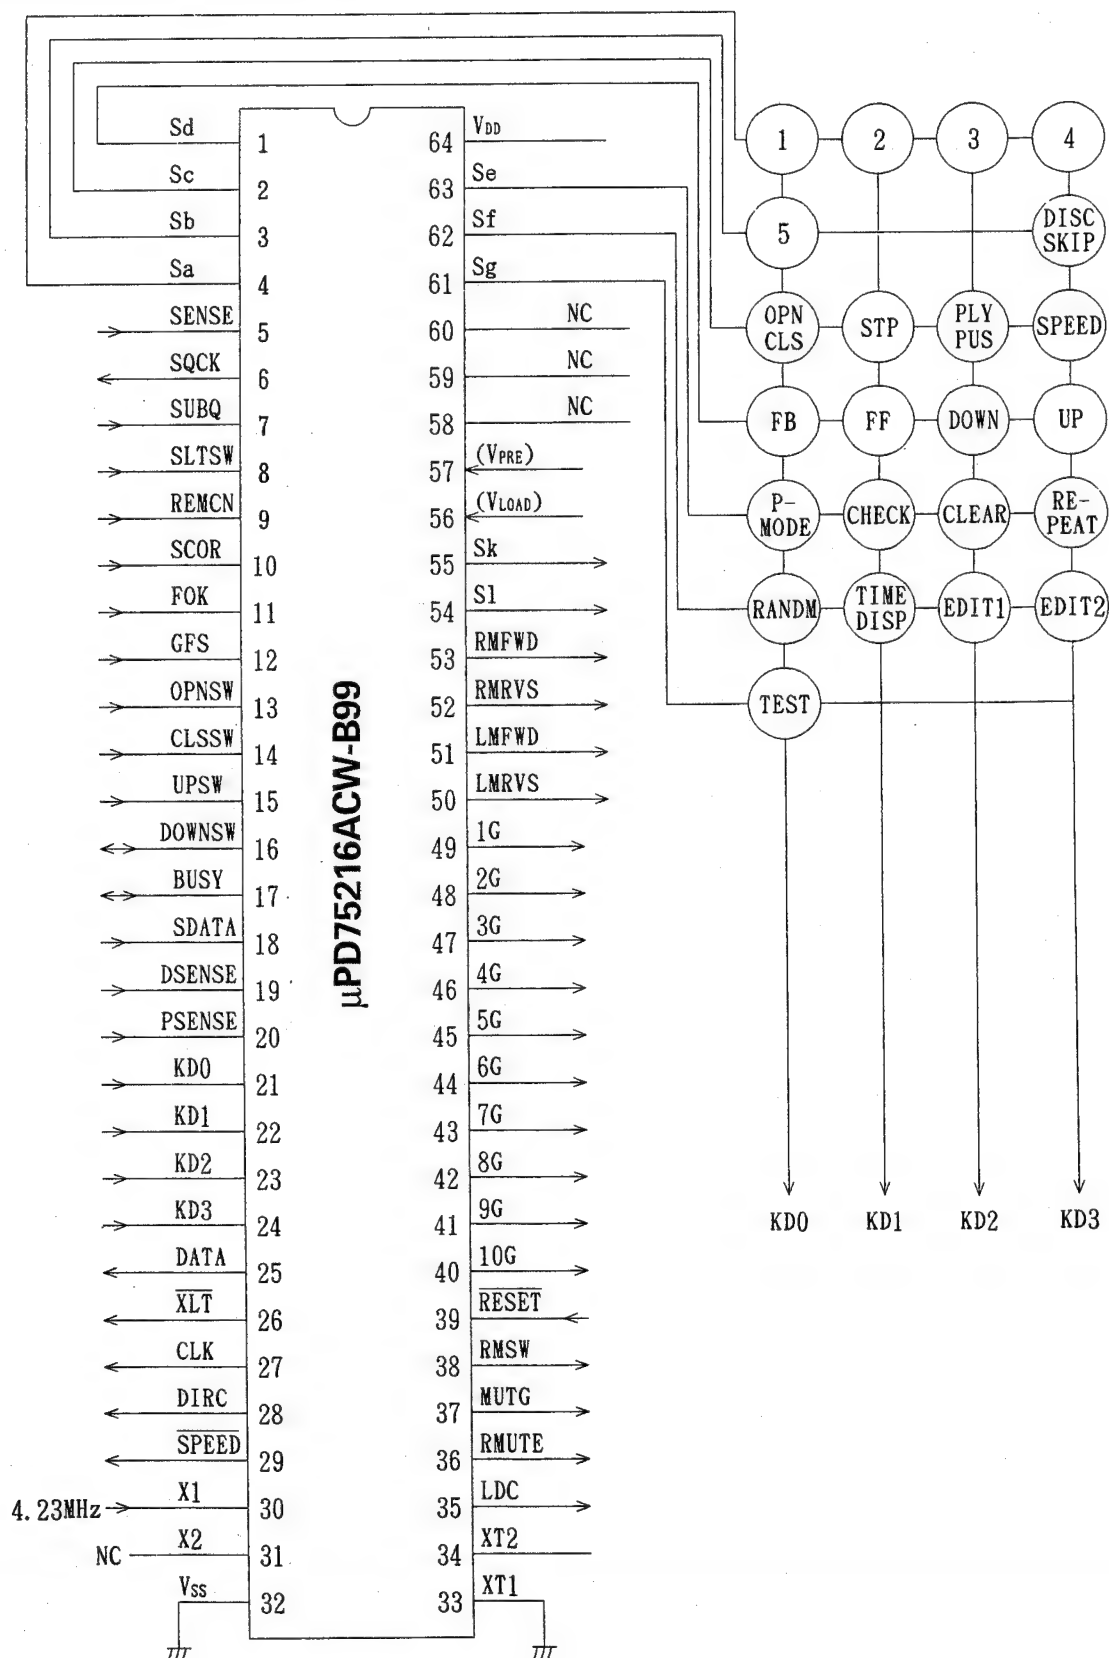 Sd
1
Sc
2
Sb
3
Sa
4
SENSE
5
SQCK
6
SUBQ
7
SLTSW
8
REMCN
9
SCOR
10
FOK
11
GFS
12
OPNSW
13
CLSSW
14
UPSW
15
DOWNSW
16
BUSY
17
SDATA
18
DSENSE
19
PSENSE
20
KD0
21
KD1
22
KD2
23
KD3
24
DATA
25
XLT
26
CLK
27
DIRC
28
SPEED
29
4.23MHz
X1
30
NC
X2
31
Vss
32
μPD75216ACW-B99
64
VDD
63
Se
62
Sf
61
Sg
60
NC
59
NC
58
NC
57
(VPRE)
56
(VLOAD)
55
Sk
54
Sl
53
RMFWD
52
RMRVS
51
LMFWD
50
LMRVS
49
1G
48
2G
47
3G
46
4G
45
5G
44
6G
43
7G
42
8G
41
9G
40
10G
39
RESET
38
RMSW
37
MUTG
36
RMUTE
35
LDC
34
XT2
33
XT1
1
2
3
4
5
DISC
SKIP
OPN
CLS
STP
PLY
PUS
SPEED
FB
FF
DOWN
UP
P-
MODE
CHECK
CLEAR
RE-
PEAT
RANDM
TIME
DISP
EDIT1
EDIT2
TEST
KD0
KD1
KD2
KD3